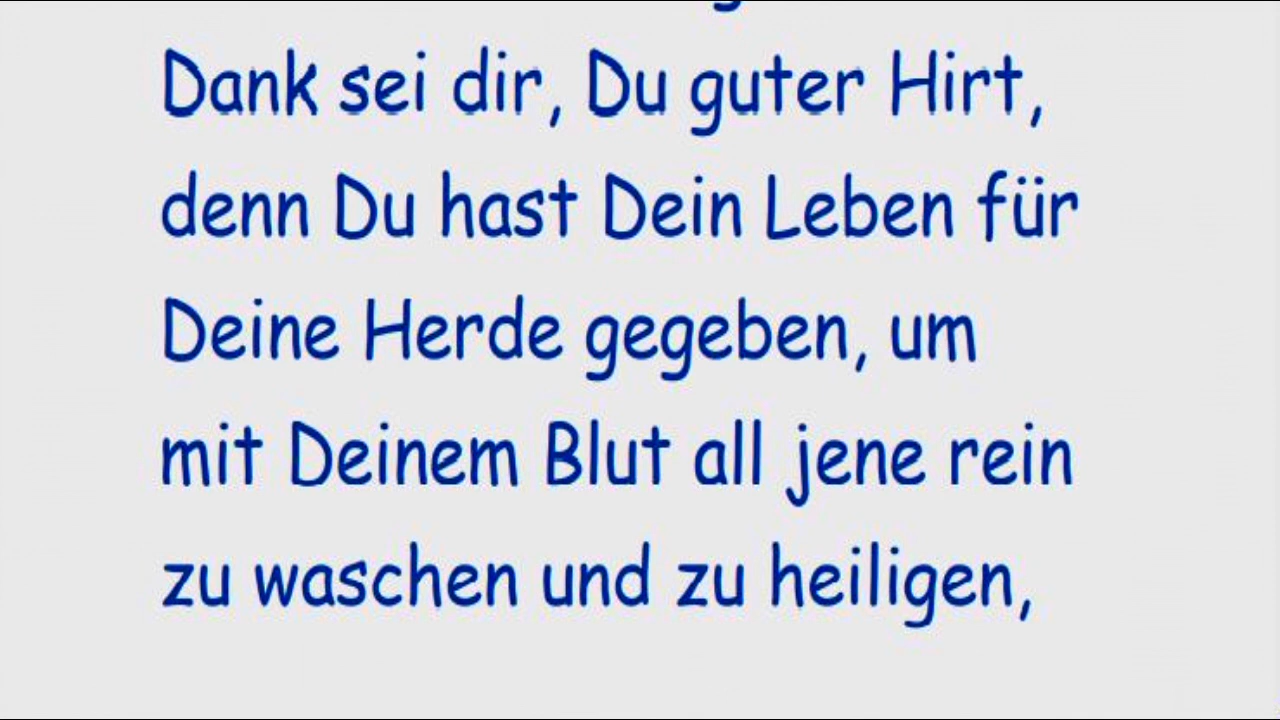 Dank sei dir, Du guter Hirt,
denn Du hast Dein Leben für
Deine Herde gegeben, um
mit Deinem Blut all jene rein
zu waschen und zu heiligen,